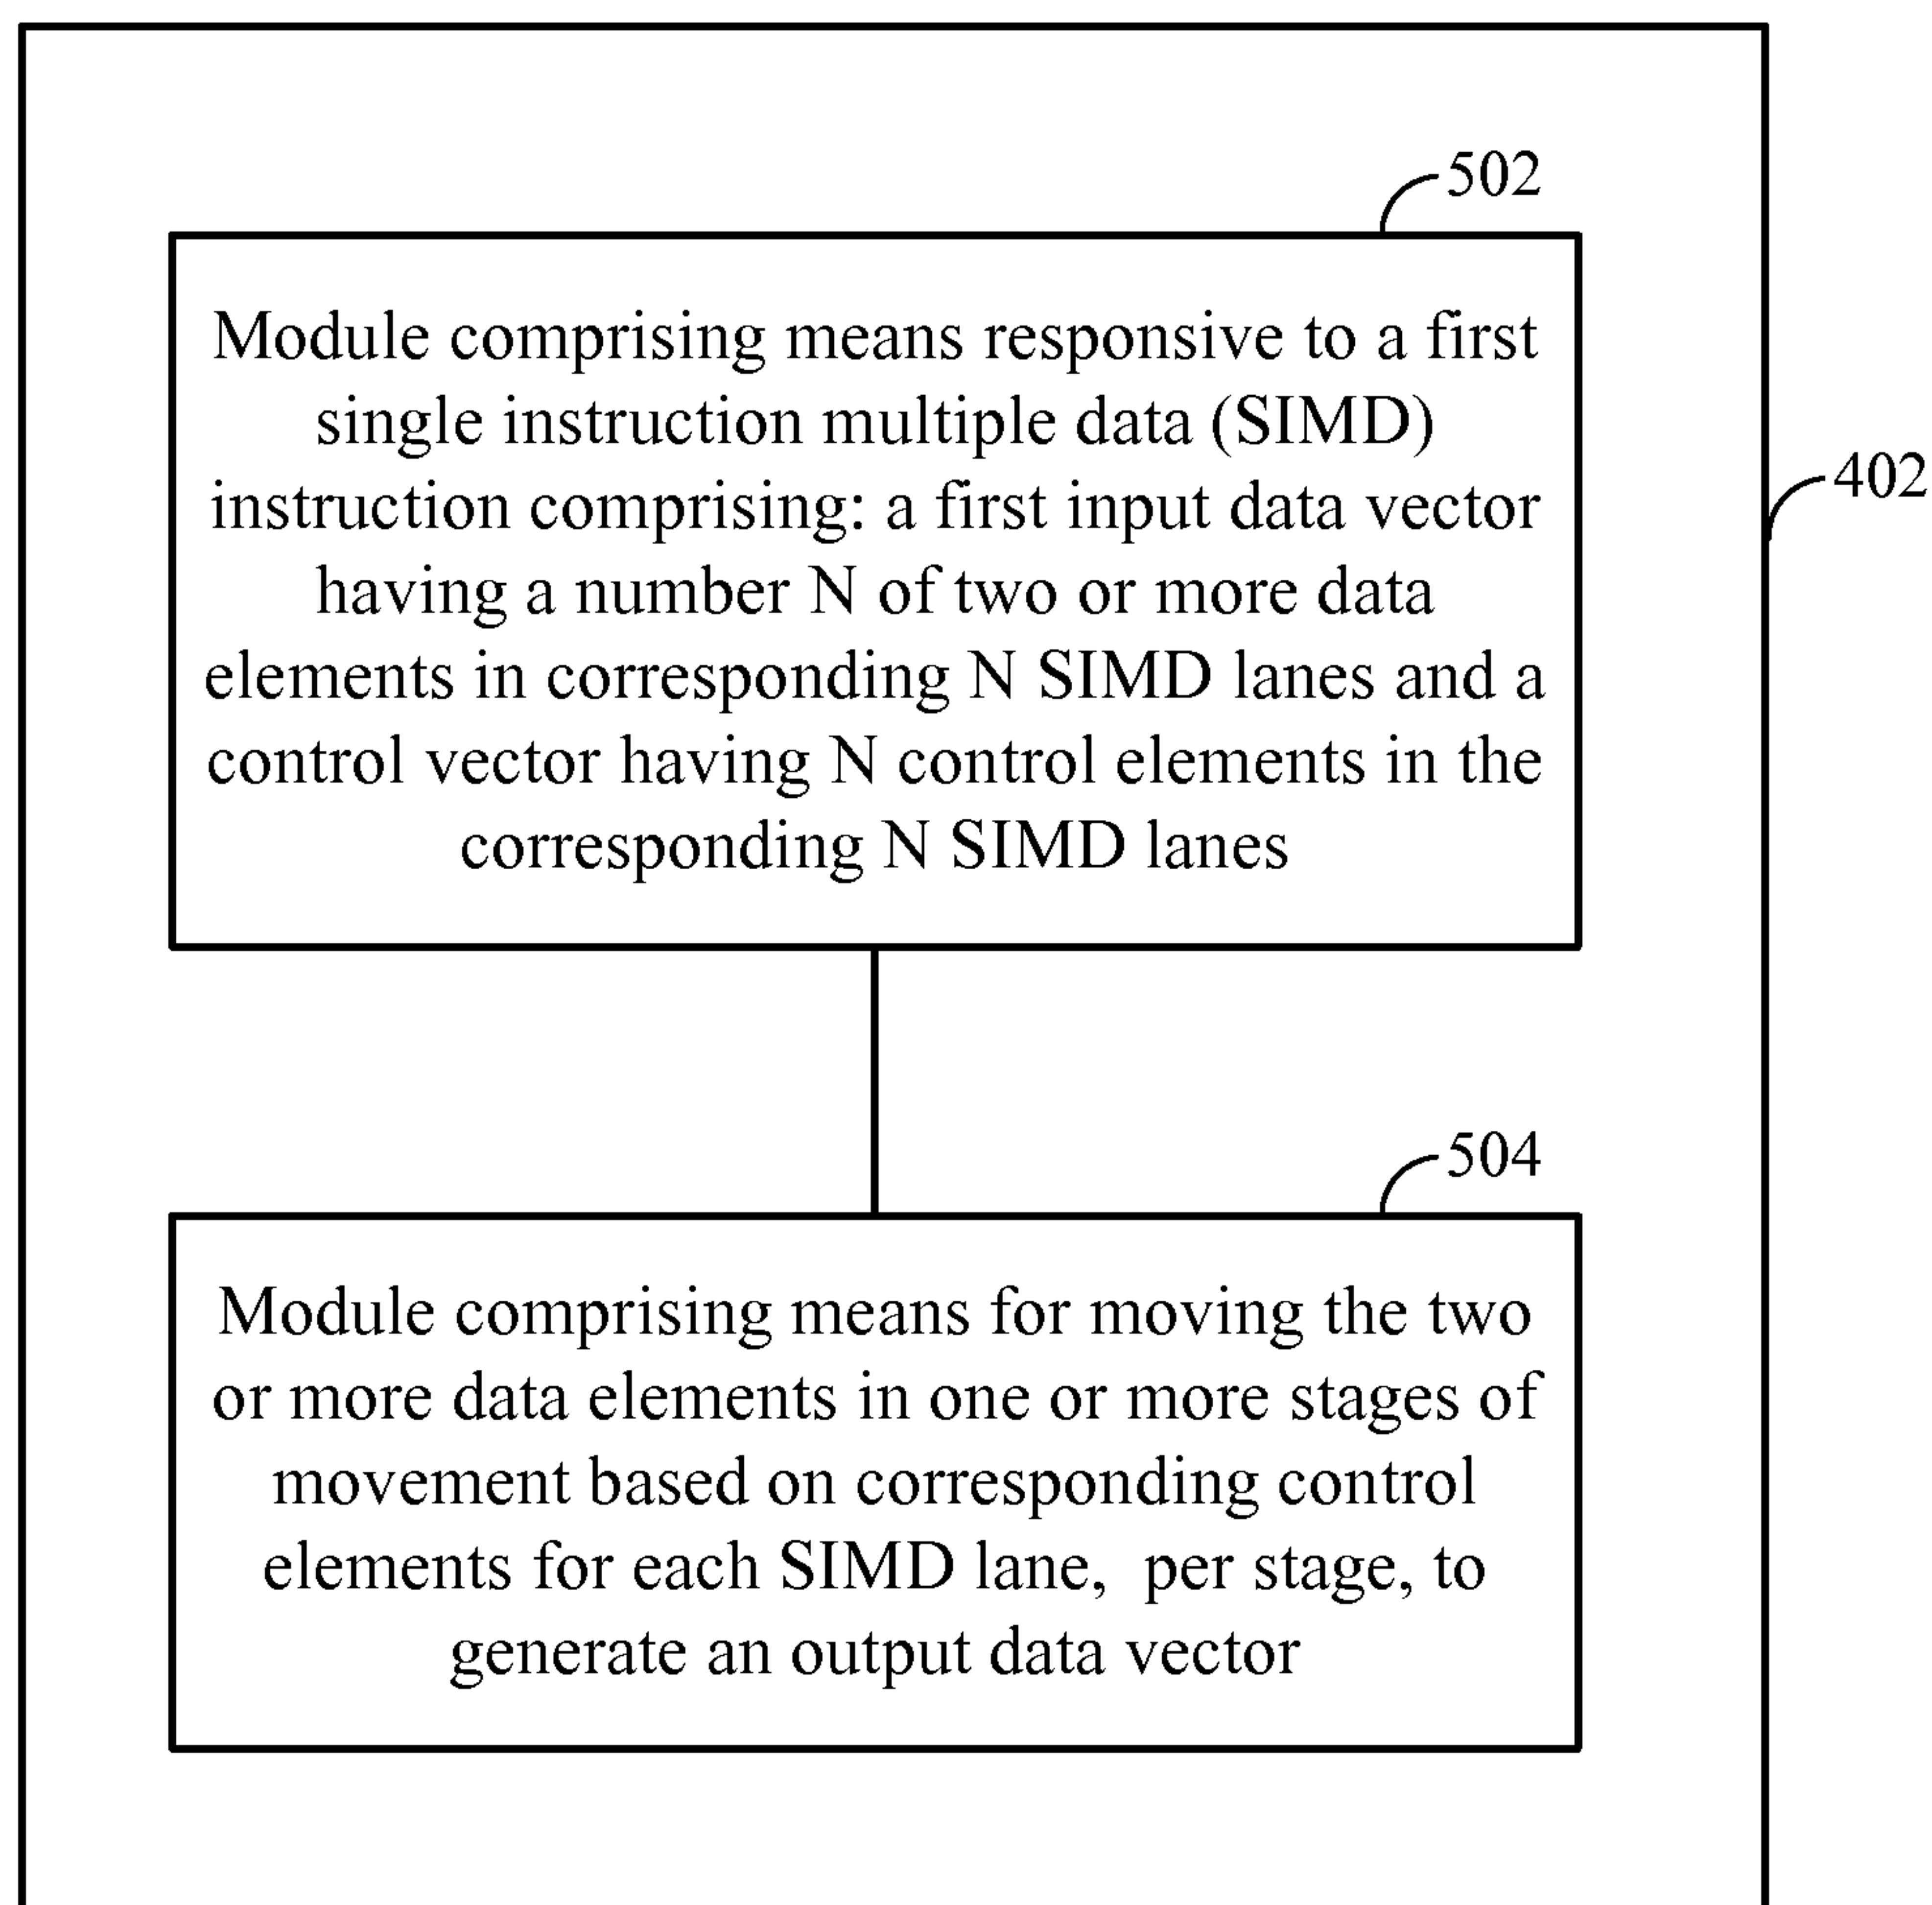 502
Module comprising means responsive to a first
single instruction multiple data (SIMD)
instruction comprising: a first input data vector
having a number N of two or more data
elements in corresponding N SIMD lanes and a
control vector having N control elements in the
corresponding N SIMD lanes
402
504
Module comprising means for moving the two
or more data elements in one or more stages of
movement based on corresponding control
elements for each SIMD lane,  per stage, to
generate an output data vector